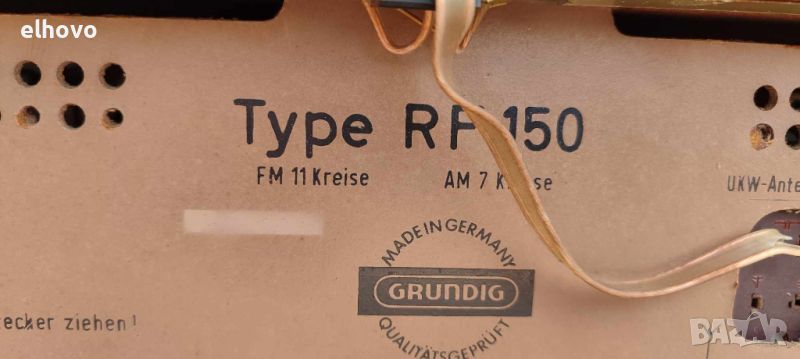 elhovo
Type RF 150
FM 11 Kreise AM 7 Kreise
UKW-Ante
MADE IN GERMANY
GRUNDIG
QUALITÄTSGEPRÜFT
ecker ziehen!
BAZAR